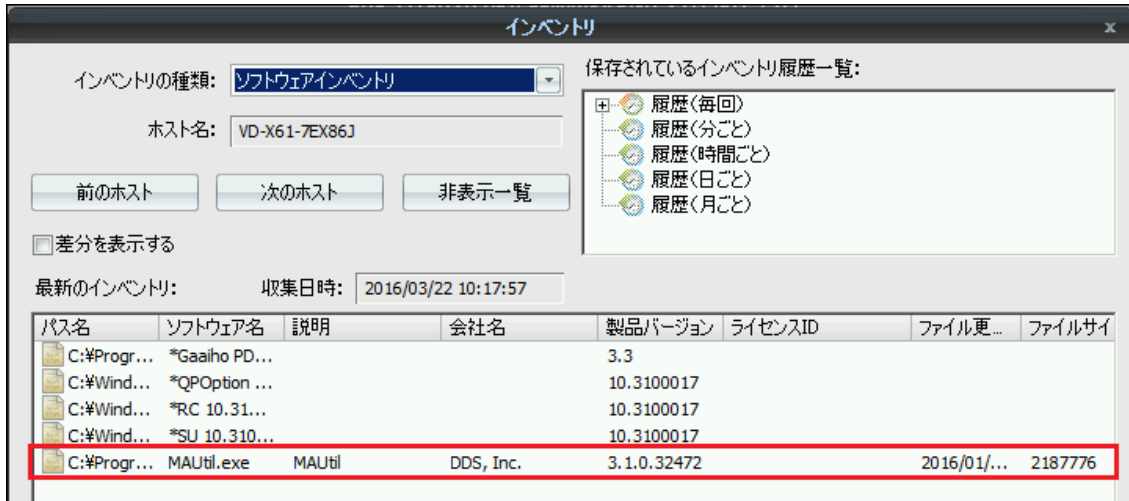 インベントリ
x
インベントリの種類: ソフトウェアインベントリ
ホスト名: VD-X61-7EX86J
前のホスト 次のホスト 非表示一覧
差分を表示する
保存されているインベントリ履歴一覧:
履歴(毎回)
履歴(分ごと)
履歴(時間ごと)
履歴(日ごと)
履歴(月ごと)
最新のインベントリ: 収集日時: 2016/03/22 10:17:57
パス名 ソフトウェア名 説明 会社名 製品バージョン ライセンスID ファイル更... ファイルサイ
C:¥Progr... *Gaaiho PD... 3.3
C:¥Wind... *QPOption ... 10.3100017
C:¥Wind... *RC 10.31... 10.3100017
C:¥Wind... *SU 10.310... 10.3100017
C:¥Progr... MAUtil.exe MAUtil DDS, Inc. 3.1.0.32472 2016/01/... 2187776